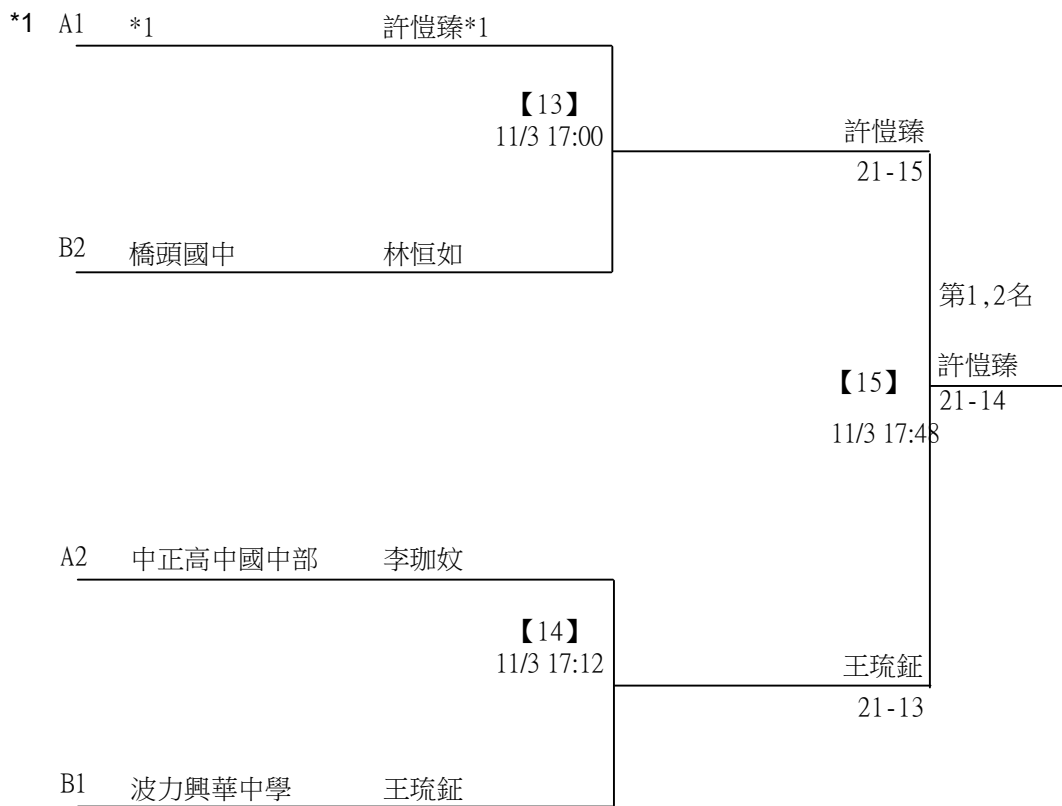 *1 A1 *1 許愷臻*1
【13】
11/3 17:00
許愷臻
21-15
B2 橋頭國中 林恒如
第1,2名
【15】
許愷臻
21-14
11/3 17:48
A2 中正高中國中部 李珈妏
【14】
11/3 17:12
王琉鉦
21-13
B1 波力興華中學 王琉鉦